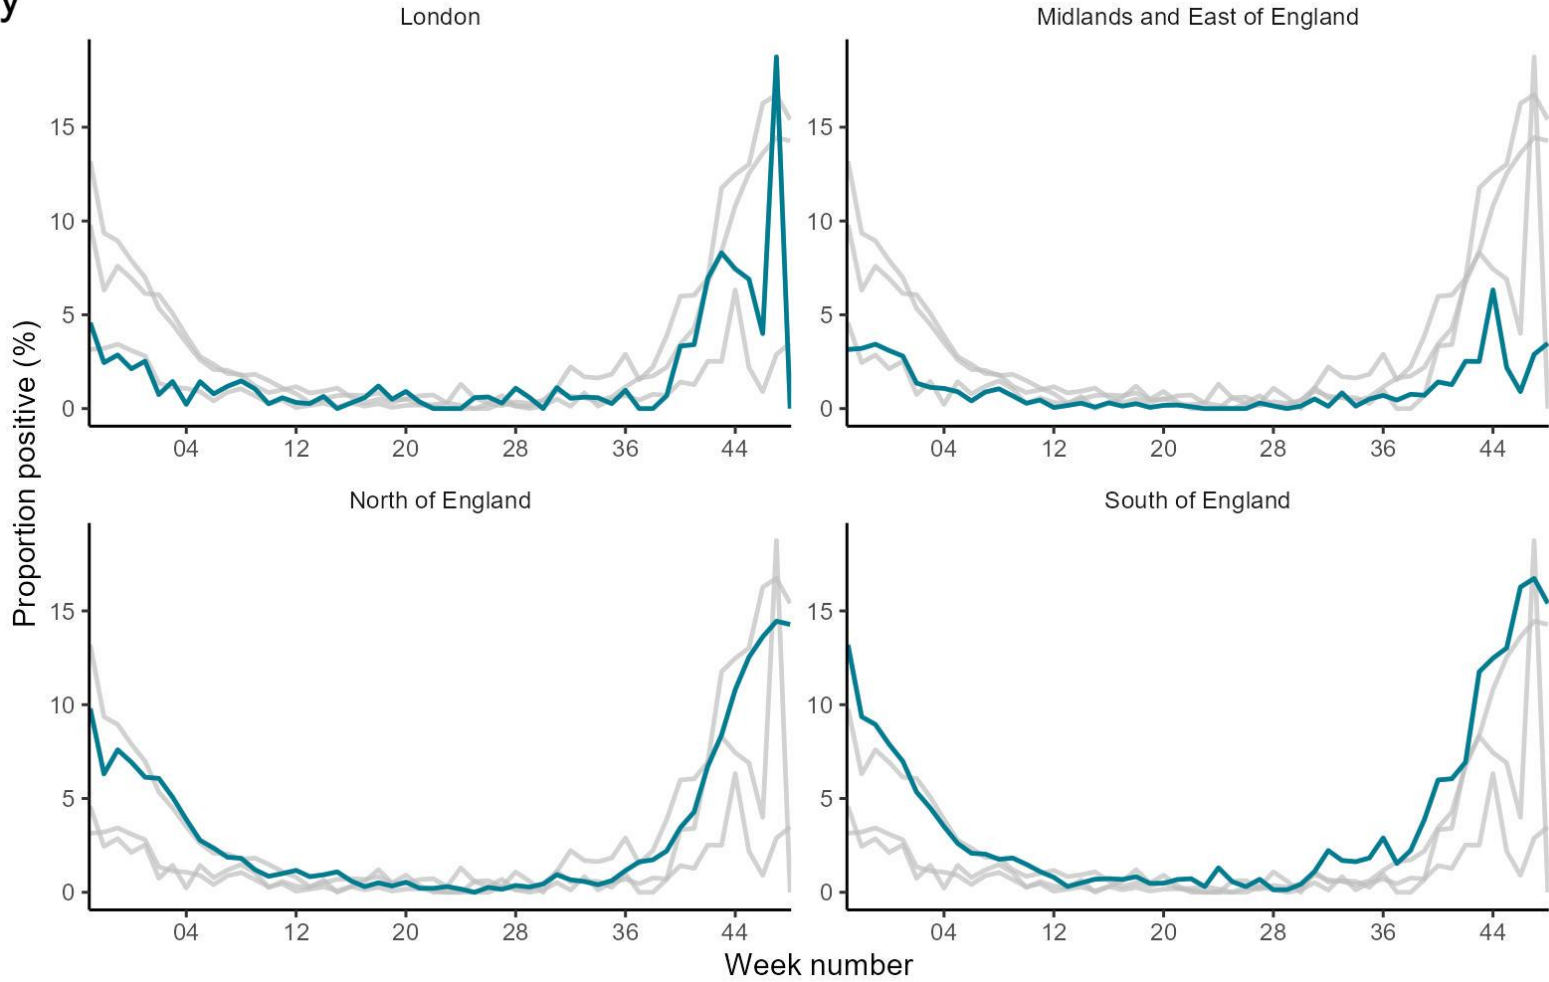 y
London
Midlands and East of England
15
10
5
0
04 12 20 28 36 44
15
10
5
0
04 12 20 28 36 44
North of England
South of England
15
10
5
0
04 12 20 28 36 44
15
10
5
0
04 12 20 28 36 44
Proportion positive (%)
Week number